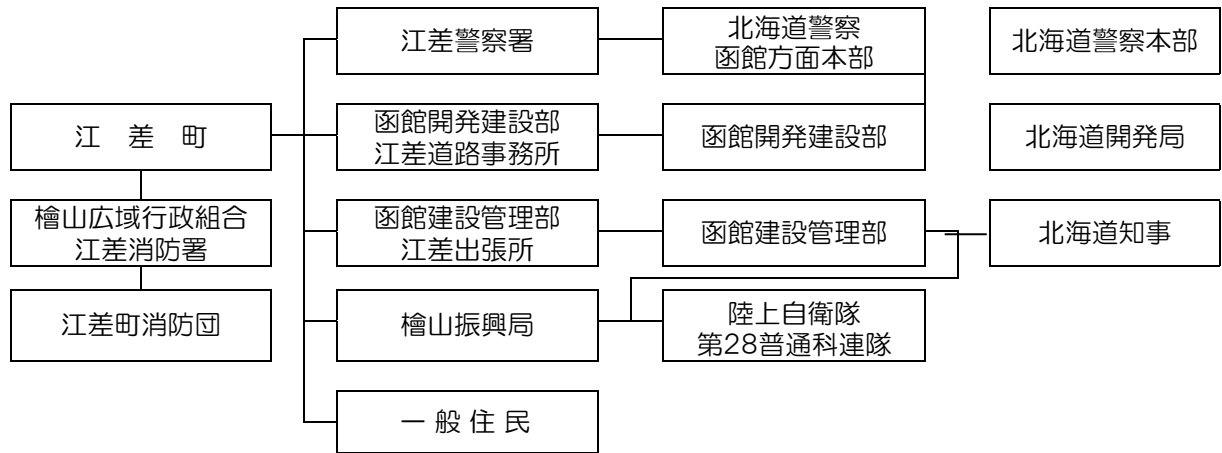 江差警察署
北海道警察
函館方面本部
北海道警察本部
江 差 町
函館開発建設部
江差道路事務所
函館開発建設部
北海道開発局
檜山広域行政組合
江差消防署
函館建設管理部
江差出張所
函館建設管理部
北海道知事
江差町消防団
檜山振興局
陸上自衛隊
第28普通科連隊
一 般 住 民